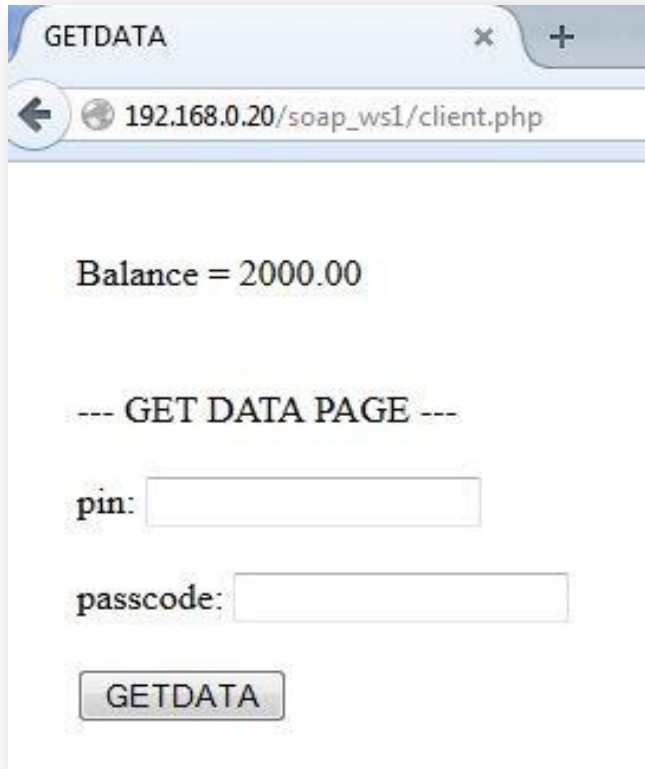 GETDATA
192.168.0.20/soap_ws1/client.php
Balance = 2000.00
--- GET DATA PAGE ---
pin:
passcode:
GETDATA